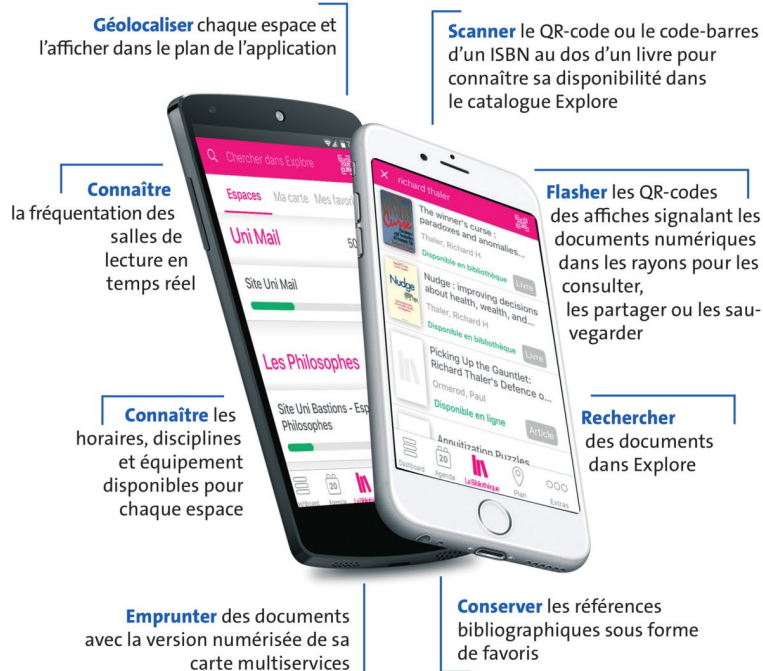 Géolocaliser chaque espace et
l'afficher dans le plan de l'application
Scanner le QR-code ou le code-barres
d'un ISBN au dos d'un livre pour
connaître sa disponibilité dans
le catalogue Explore
Connaître
la fréquentation des
salles de
lecture en
temps réel
Chercher dans Explore
Espaces Ma carte Mes favori
Uni Mail
Site Uni Mail
Les Philosophes
Site Uni Bastions - Esp
Philosophes
Agenda
La Bibliothèque
richard thaler
The winner's curse :
paradoxes and anomalies...
Thaler, Richard H
Disponible en bibliothèque
Livre
Nudge
Nudge : improving decisions
about health, wealth, and...
Thaler, Richard H
Disponible en bibliothèque
Livre
Picking Up the Gauntlet:
Richard Thaler's Defence o...
Ormerod, Paul
Disponible en ligne
Article
Annuitization Puzzles
Dashboard
20
Agenda
La Bibliothèque
Plan
Extras
Flasher les QR-codes
des affiches signalant les
documents numériques
dans les rayons pour les
consulter,
les partager ou les sau-
vegarder
Connaître les
horaires, disciplines
et équipement
disponibles pour
chaque espace
Rechercher
des documents
dans Explore
Emprunter des documents
avec la version numérisée de sa
carte multiservices
Conserver les références
bibliographiques sous forme
de favoris